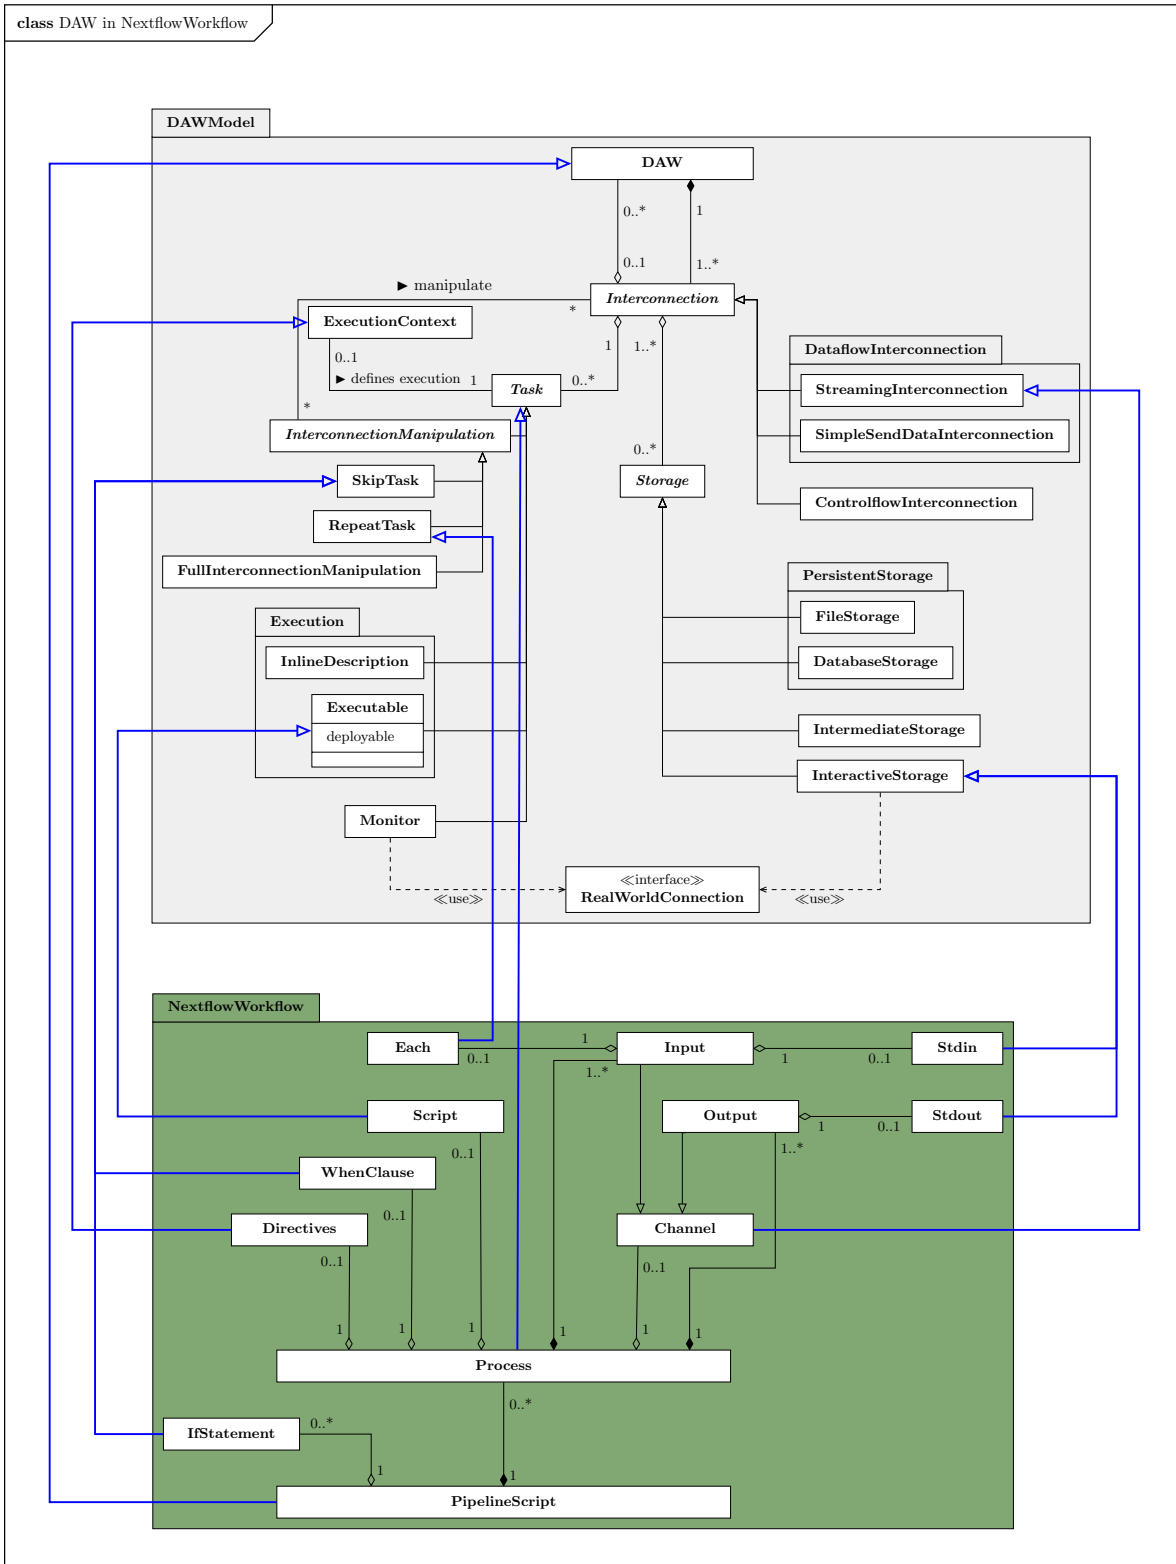 class DAW in NextflowWorkflow
DAWModel
DAW
0..*
1
0..1
1..*
▶ manipulate
Interconnection
*
ExecutionContext
1
1..*
0..1
DataflowInterconnection
▶ defines execution
1
0..*
Task
StreamingInterconnection
*
InterconnectionManipulation
SimpleSendDataInterconnection
0..*
SkipTask
Storage
ControlflowInterconnection
RepeatTask
FullInterconnectionManipulation
PersistentStorage
FileStorage
Execution
InlineDescription
DatabaseStorage
Executable
deployable
IntermediateStorage
InteractiveStorage
Monitor
≪interface≫
RealWorldConnection
≪use≫
≪use≫
NextflowWorkflow
Each
0..1
1
Input
1
0..1
Stdin
1..*
Script
Output
1
0..1
Stdout
0..1
1..*
WhenClause
0..1
Directives
Channel
0..1
0..1
1
1
1
1
1
1
Process
0..*
IfStatement
0..*
1
1
PipelineScript